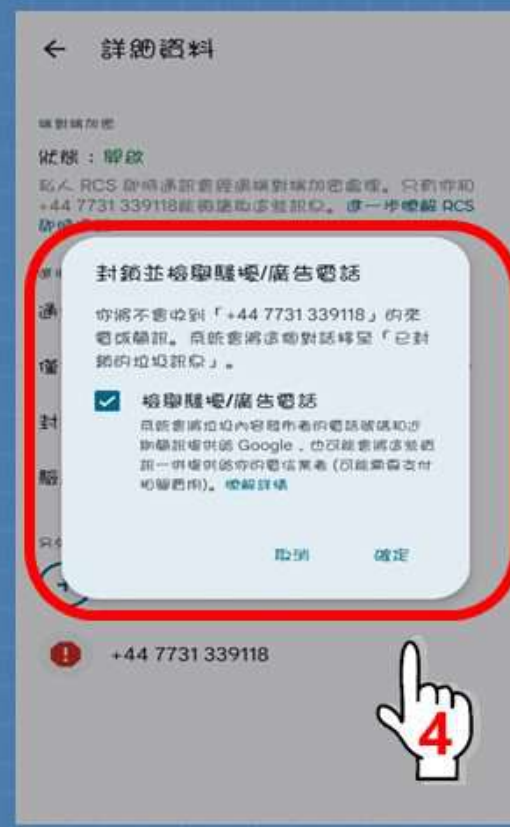 ← 詳細資料
端對端加密
狀態：開啟
私人 RCS 即時通訊會經過端對端加密處理。只有你和
+44 7731 339118能夠讀取這些訊息。進一步瞭解 RCS
封鎖並檢舉騷擾/廣告電話
你將不會收到「+44 7731 339118」的來
電或簡訊。系統會將這個對話移至「已封
鎖的垃圾訊息」。
檢舉騷擾/廣告電話
系統會將垃圾內容發布者的電話號碼和近
期簡訊提供給 Google，也可能會將這些資
訊一併提供給你的電信業者 (可能需要支付
相關費用)。瞭解詳情
取消 確定
+44 7731 339118
4